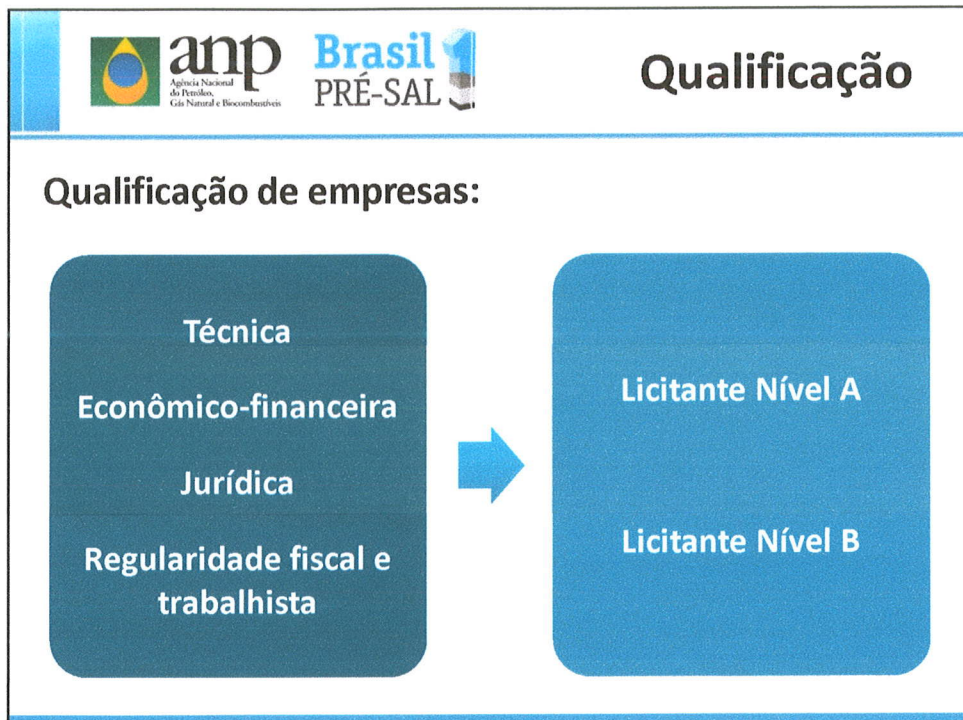 anp
Agência Nacional
do Petróleo,
Gás Natural e Biocombustíveis
Brasil 1
PRÉ-SAL
Qualificação
Qualificação de empresas:
Técnica
Econômico-financeira
Jurídica
Regularidade fiscal e
trabalhista
Licitante Nível A
Licitante Nível B